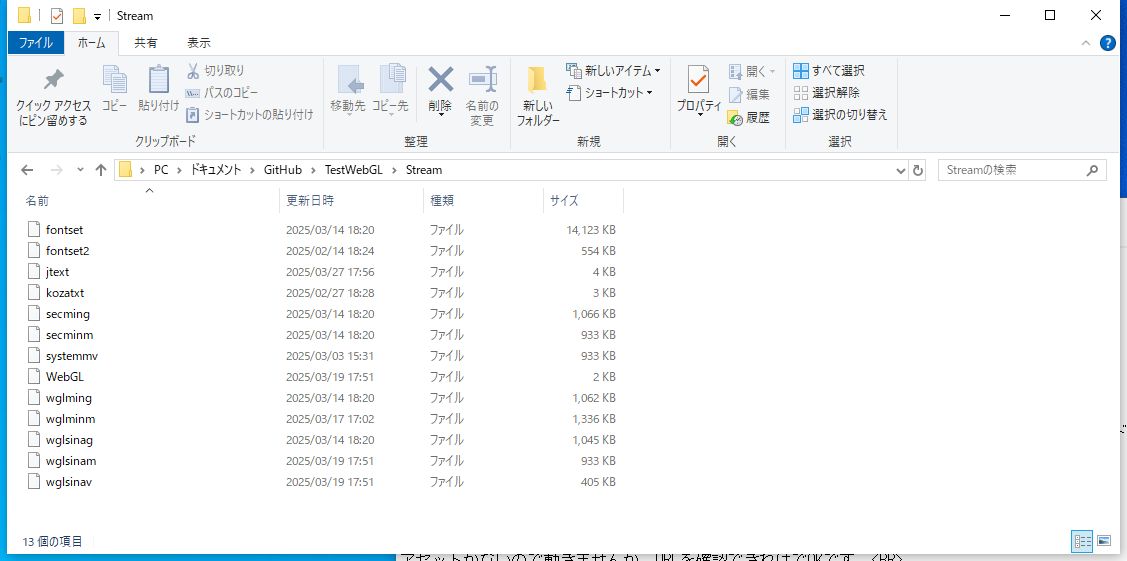 Stream
ファイル ホーム 共有 表示
クイック アクセスにピン留めする
コピー
貼り付け
切り取り
パスのコピー
ショートカットの貼り付け
クリップボード
移動先
コピー先
削除
名前の変更
整理
新しいフォルダー
新しいアイテム
ショートカット
新規
プロパティ
開く
編集
履歴
開く
すべて選択
選択解除
選択の切り替え
選択
PC › ドキュメント › GitHub › TestWebGL › Stream
Streamの検索
名前 更新日時 種類 サイズ
fontset 2025/03/14 18:20 ファイル 14,123 KB
fontset2 2025/02/14 18:24 ファイル 554 KB
jtext 2025/03/27 17:56 ファイル 4 KB
kozatxt 2025/02/27 18:28 ファイル 3 KB
secming 2025/03/14 18:20 ファイル 1,066 KB
secminm 2025/03/14 18:20 ファイル 933 KB
systemmv 2025/03/03 15:31 ファイル 933 KB
WebGL 2025/03/19 17:51 ファイル 2 KB
wglming 2025/03/14 18:20 ファイル 1,062 KB
wglminm 2025/03/17 17:02 ファイル 1,336 KB
wglsinag 2025/03/14 18:20 ファイル 1,045 KB
wglsinam 2025/03/19 17:51 ファイル 933 KB
wglsinav 2025/03/19 17:51 ファイル 405 KB
13 個の項目